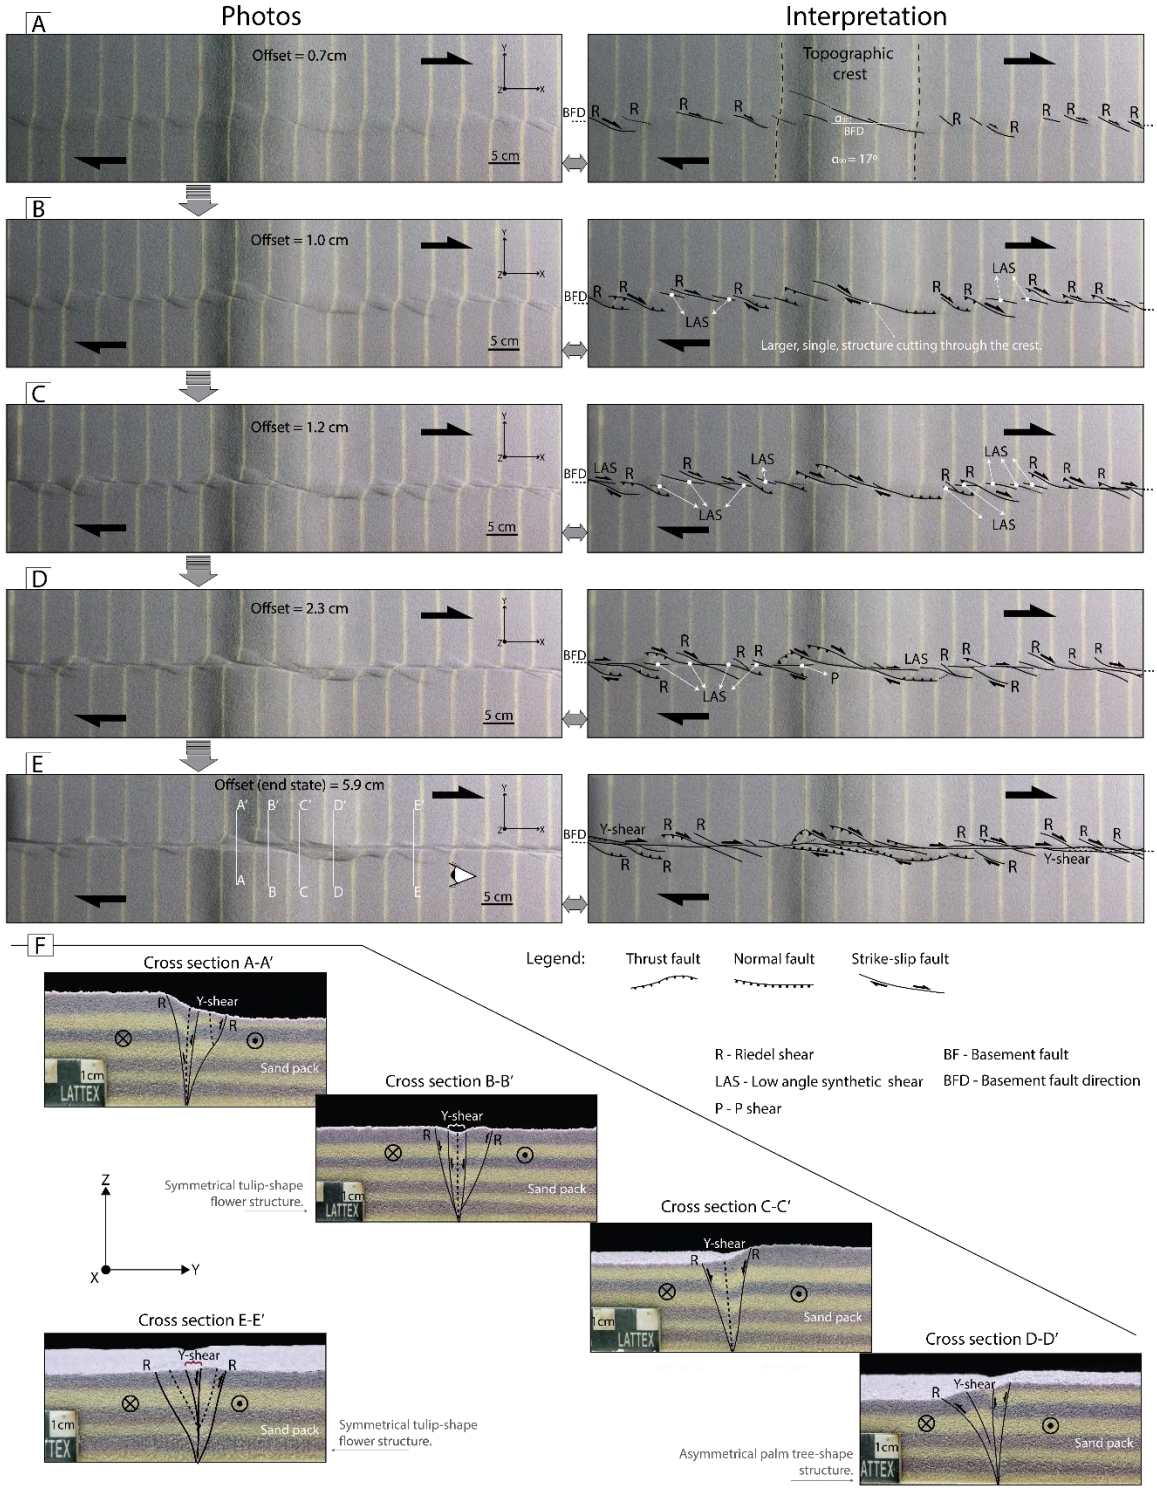 Photos
Interpretation
A
Offset = 0.7cm
Y
Z X
5 cm
BFD
Topographic
crest
R R R R R R R R R R
α₉₀
BFD
α₉₀ = 17°
B
Offset = 1.0 cm
Y
Z X
5 cm
BFD
LAS
R R R R R R R R R R
LAS
Larger, single, structure cutting through the crest.
C
Offset = 1.2 cm
Y
Z X
5 cm
BFD
LAS R R LAS R R LAS R R R
LAS
LAS
D
Offset = 2.3 cm
Y
Z X
5 cm
BFD
R R R R LAS R R R R R
R LAS P R
E
Offset (end state) = 5.9 cm
A' B' C' D' E'
A B C D E
Y
Z X
5 cm
BFD
Y-shear R R R R R R R
R R R Y-shear
F
Cross section A-A'
R Y-shear R
Sand pack
1cm
LATTEX
Legend:
Thrust fault Normal fault Strike-slip fault
R - Riedel shear
LAS - Low angle synthetic shear
P - P shear
BF - Basement fault
BFD - Basement fault direction
Cross section B-B'
Y-shear
R R
Sand pack
1cm
LATTEX
Symmetrical tulip-shape
flower structure.
Z
X Y
Cross section C-C'
Y-shear
R R
Sand pack
1cm
LATTEX
Cross section E-E'
Y-shear
R R
Sand pack
1cm
TEX
Symmetrical tulip-shape
flower structure.
Cross section D-D'
Y-shear
R
Sand pack
1cm
ATTEX
Asymmetrical palm tree-shape
structure.